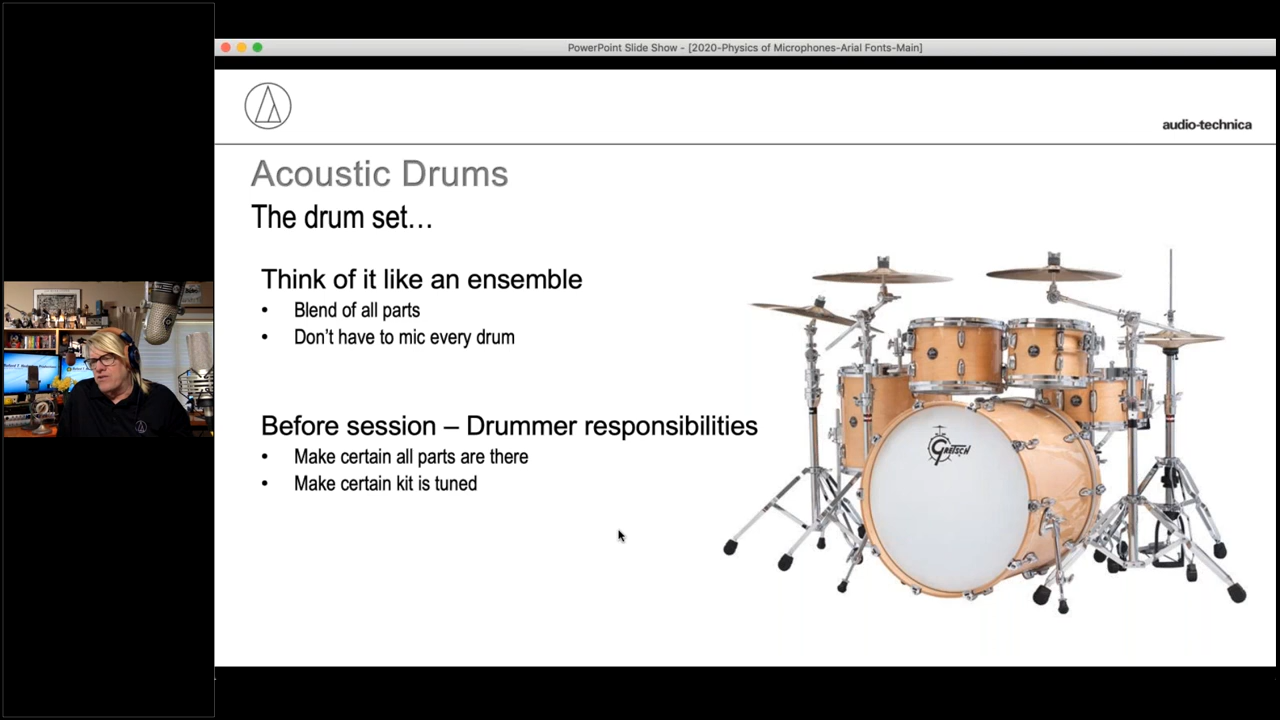 PowerPoint Slide Show - [2020-Physics of Microphones-Arial Fonts-Main]
audio-technica
Acoustic Drums
The drum set…
Think of it like an ensemble
• Blend of all parts
• Don’t have to mic every drum
Before session – Drummer responsibilities
• Make certain all parts are there
• Make certain kit is tuned
GRETSCH